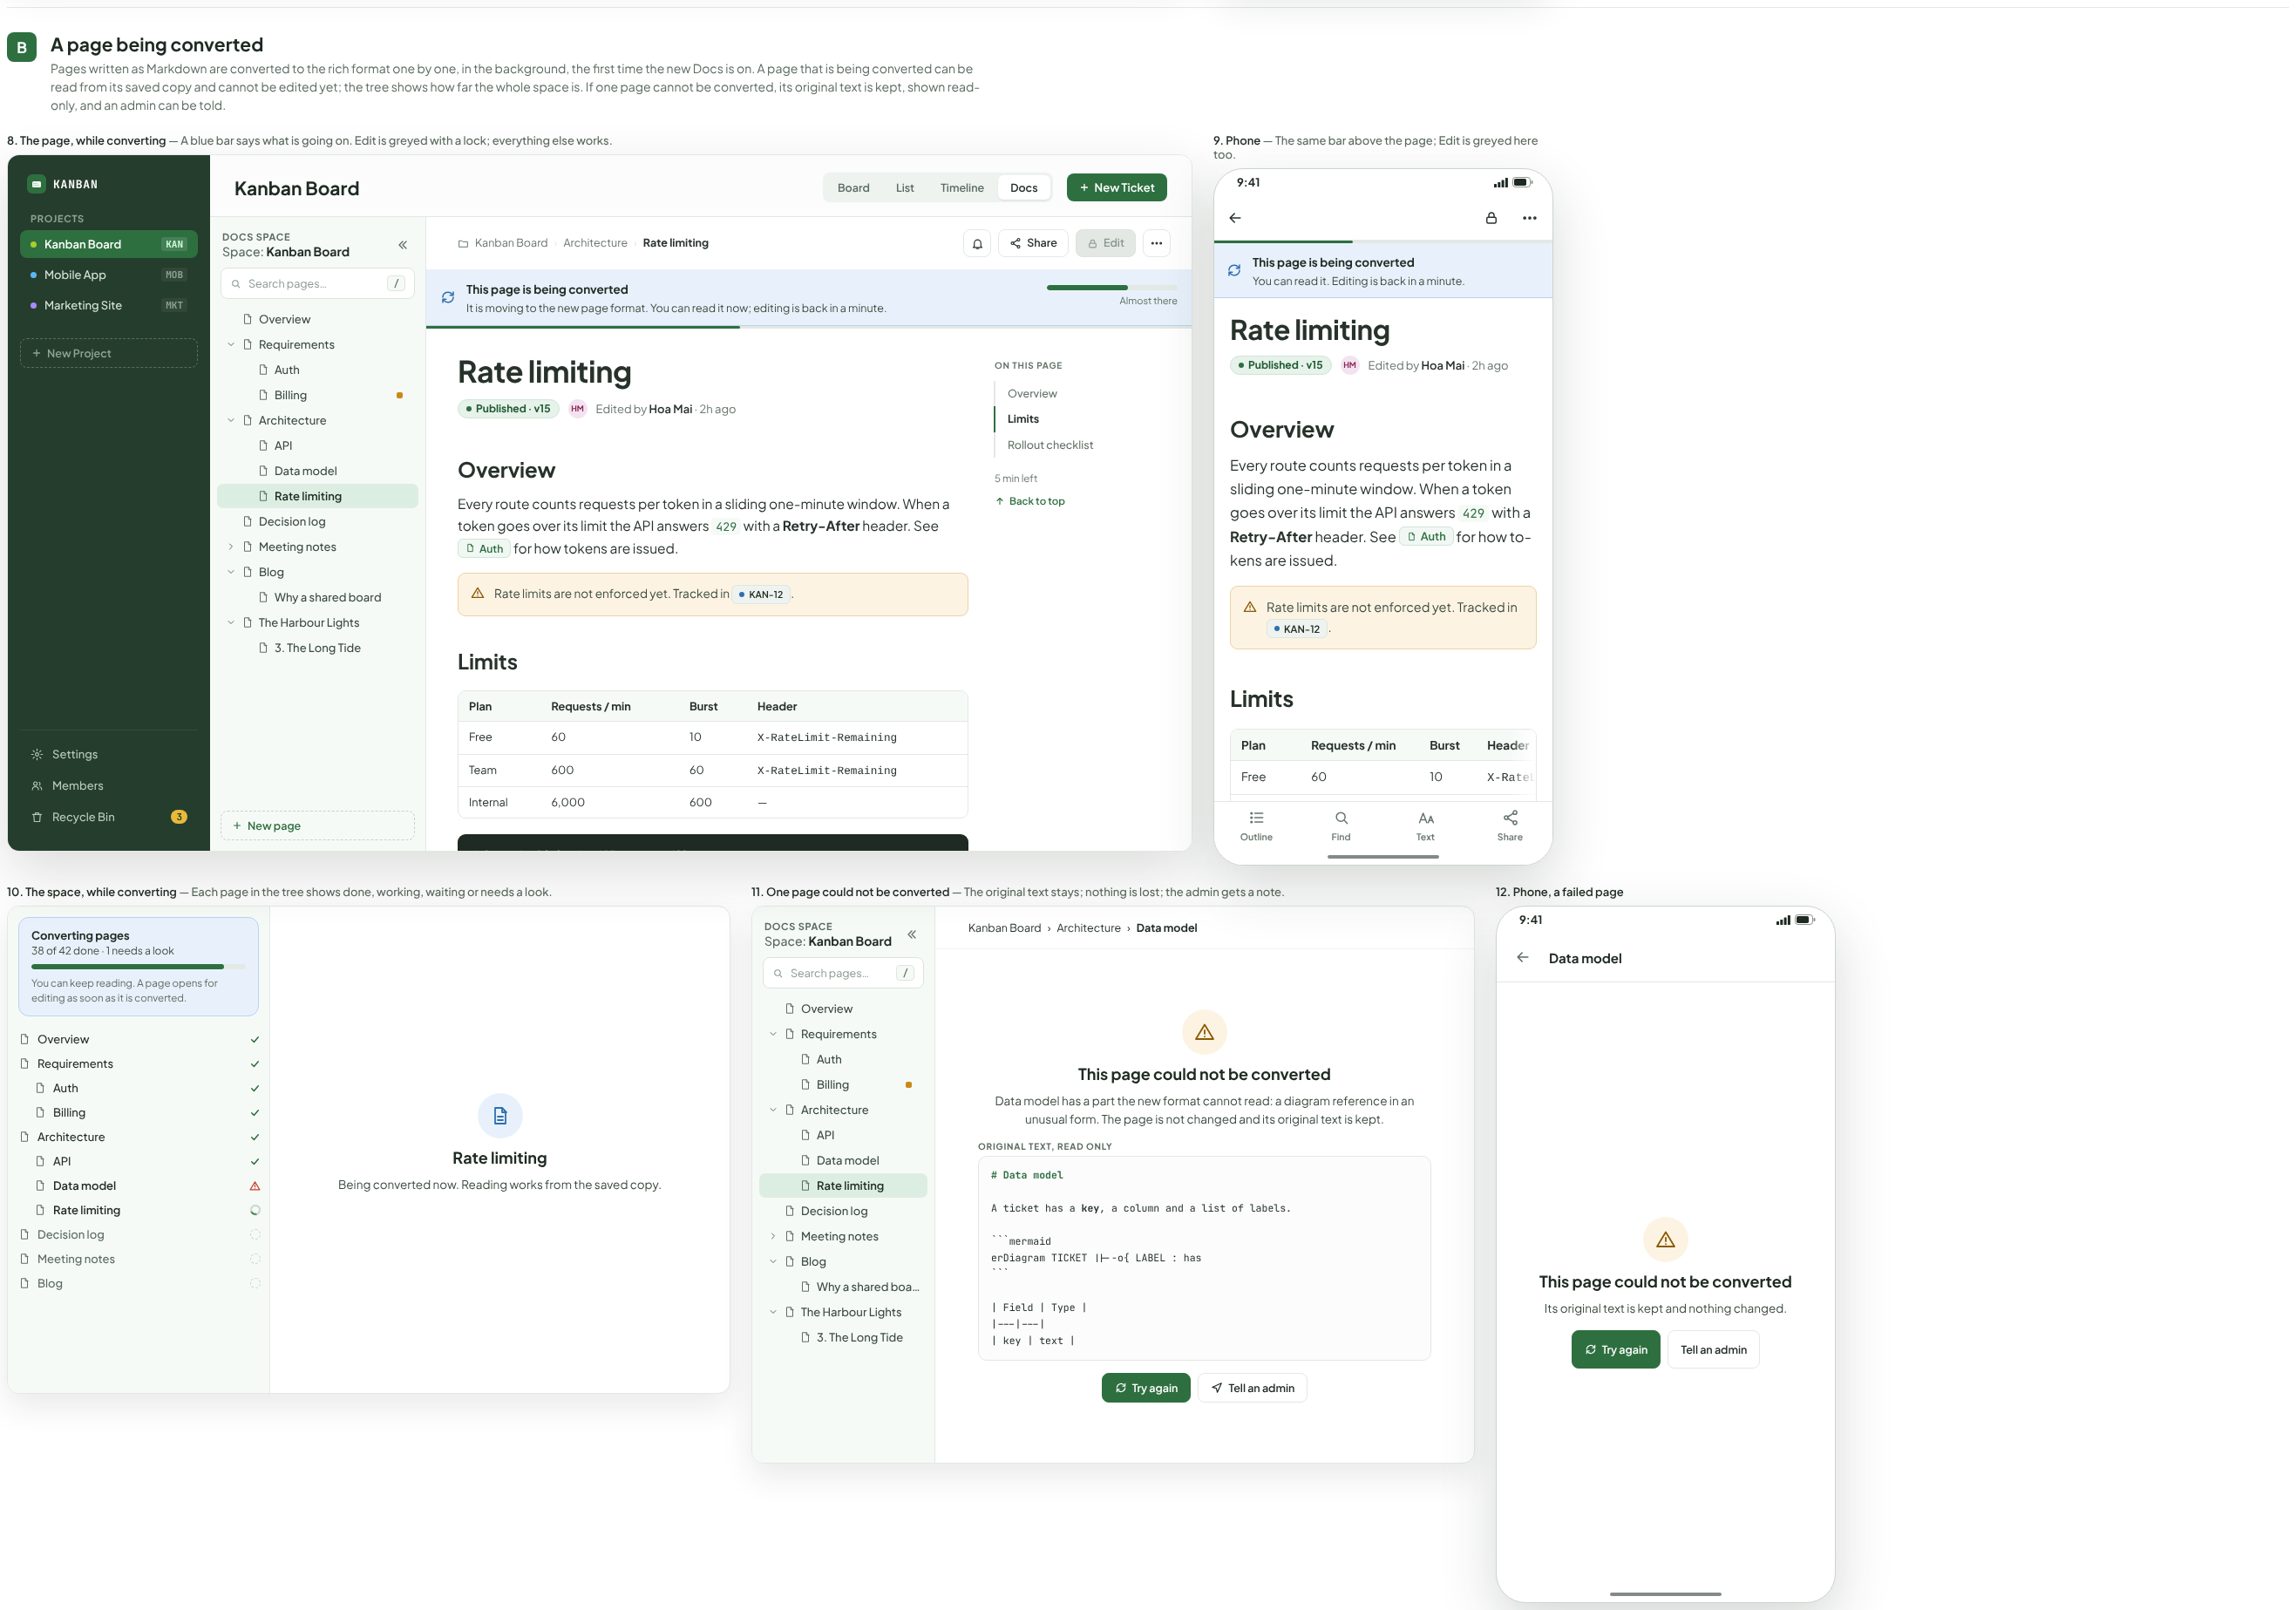 B
A page being converted
Pages written as Markdown are converted to the rich format one by one, in the background, the first time the new Docs is on. A page that is being converted can be
read from its saved copy and cannot be edited yet; the tree shows how far the whole space is. If one page cannot be converted, its original text is kept, shown read-
only, and an admin can be told.
8. The page, while converting — A blue bar says what is going on. Edit is greyed with a lock; everything else works.
KANBAN
PROJECTS
Kanban Board KAN
Mobile App MOB
Marketing Site MKT
+ New Project
Settings
Members
Recycle Bin 3
Kanban Board
Board List Timeline Docs
+ New Ticket
DOCS SPACE
Space: Kanban Board
Search pages... /
Overview
Requirements
Auth
Billing
Architecture
API
Data model
Rate limiting
Decision log
Meeting notes
Blog
Why a shared board
The Harbour Lights
3. The Long Tide
+ New page
Kanban Board › Architecture › Rate limiting
Share Edit
This page is being converted
It is moving to the new page format. You can read it now; editing is back in a minute.
Almost there
Rate limiting
Published · v15 HM Edited by Hoa Mai · 2h ago
Overview
Every route counts requests per token in a sliding one-minute window. When a
token goes over its limit the API answers 429 with a Retry-After header. See
Auth for how tokens are issued.
Rate limits are not enforced yet. Tracked in KAN-12 .
Limits
Plan Requests / min Burst Header
Free 60 10 X-RateLimit-Remaining
Team 600 60 X-RateLimit-Remaining
Internal 6,000 600 —
ON THIS PAGE
Overview
Limits
Rollout checklist
5 min left
↑ Back to top
9. Phone — The same bar above the page; Edit is greyed here
too.
9:41
This page is being converted
You can read it. Editing is back in a minute.
Rate limiting
Published · v15 HM Edited by Hoa Mai · 2h ago
Overview
Every route counts requests per token in a
sliding one-minute window. When a token
goes over its limit the API answers 429 with a
Retry-After header. See Auth for how to-
kens are issued.
Rate limits are not enforced yet. Tracked in
KAN-12 .
Limits
Plan Requests / min Burst Header
Free 60 10 X-Rate
Outline Find Text Share
10. The space, while converting — Each page in the tree shows done, working, waiting or needs a look.
Converting pages
38 of 42 done · 1 needs a look
You can keep reading. A page opens for
editing as soon as it is converted.
Overview
Requirements
Auth
Billing
Architecture
API
Data model
Rate limiting
Decision log
Meeting notes
Blog
Rate limiting
Being converted now. Reading works from the saved copy.
11. One page could not be converted — The original text stays; nothing is lost; the admin gets a note.
DOCS SPACE
Space: Kanban Board
Search pages... /
Overview
Requirements
Auth
Billing
Architecture
API
Data model
Rate limiting
Decision log
Meeting notes
Blog
Why a shared boa...
The Harbour Lights
3. The Long Tide
Kanban Board › Architecture › Data model
This page could not be converted
Data model has a part the new format cannot read: a diagram reference in an
unusual form. The page is not changed and its original text is kept.
ORIGINAL TEXT, READ ONLY
# Data model
A ticket has a key, a column and a list of labels.
```mermaid
erDiagram TICKET ||--o{ LABEL : has
```
| Field | Type |
|---|---|
| key | text |
Try again Tell an admin
12. Phone, a failed page
9:41
Data model
This page could not be converted
Its original text is kept and nothing changed.
Try again Tell an admin